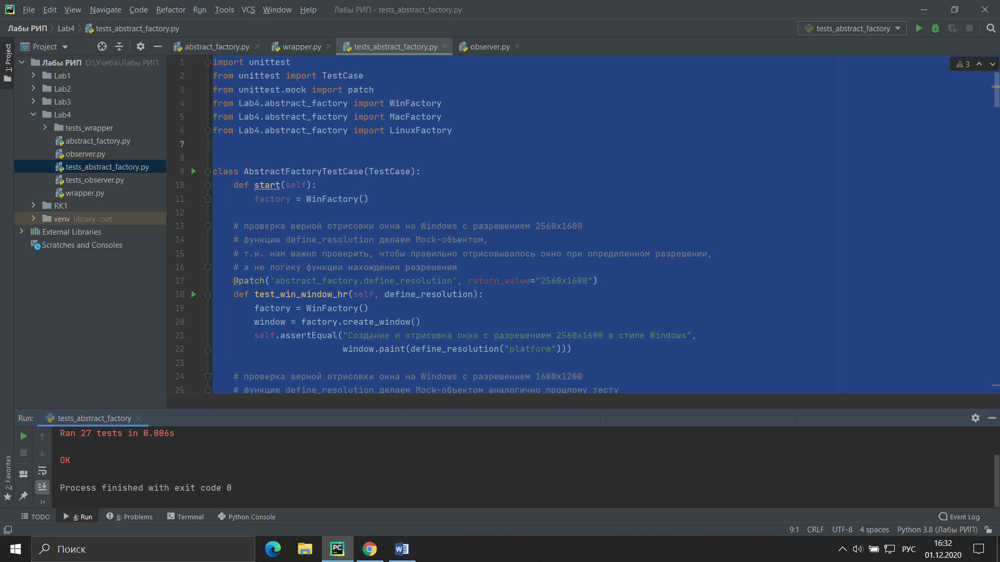 File Edit View Navigate Code Refactor Run Tools VCS Window Help Лабы РИП - tests_abstract_factory.py
Лабы РИП Lab4 tests_abstract_factory.py
tests_abstract_factory
1: Project
Project
abstract_factory.py wrapper.py tests_abstract_factory.py observer.py
Лабы РИП D:\Учеба\Лабы РИП
Lab1
Lab2
Lab3
Lab4
tests_wrapper
abstract_factory.py
observer.py
tests_abstract_factory.py
tests_observer.py
wrapper.py
RK1
venv library root
External Libraries
Scratches and Consoles
3
1 import unittest
2 from unittest import TestCase
3 from unittest.mock import patch
4 from Lab4.abstract_factory import WinFactory
5 from Lab4.abstract_factory import MacFactory
6 from Lab4.abstract_factory import LinuxFactory
7
8
9 class AbstractFactoryTestCase(TestCase):
10 def start(self):
11 factory = WinFactory()
12
13 # проверка верной отрисовки окна на Windows с разрешением 2560x1600
14 # функцию define_resolution делаем Mock-объектом,
15 # т.к. нам важно проверить, чтобы правильно отрисовывалось окно при определенном разрешении,
16 # а не логику функции нахождения разрешения
17 @patch('abstract_factory.define_resolution', return_value="2560x1600")
18 def test_win_window_hr(self, define_resolution):
19 factory = WinFactory()
20 window = factory.create_window()
21 self.assertEqual("Создание и отрисовка окна с разрешением 2560x1600 в стиле Windows",
22 window.paint(define_resolution("platform")))
23
24 # проверка верной отрисовки окна на Windows с разрешением 1600x1200
25 # функцию define_resolution делаем Mock-объектом аналогично прошлому тесту
Run: tests_abstract_factory
Ran 27 tests in 0.006s
OK
Process finished with exit code 0
2: Favorites
TODO 4: Run 6: Problems Terminal Python Console Event Log
9:1 CRLF UTF-8 4 spaces Python 3.8 (Лабы РИП)
Поиск
PC
РУС
16:32
01.12.2020